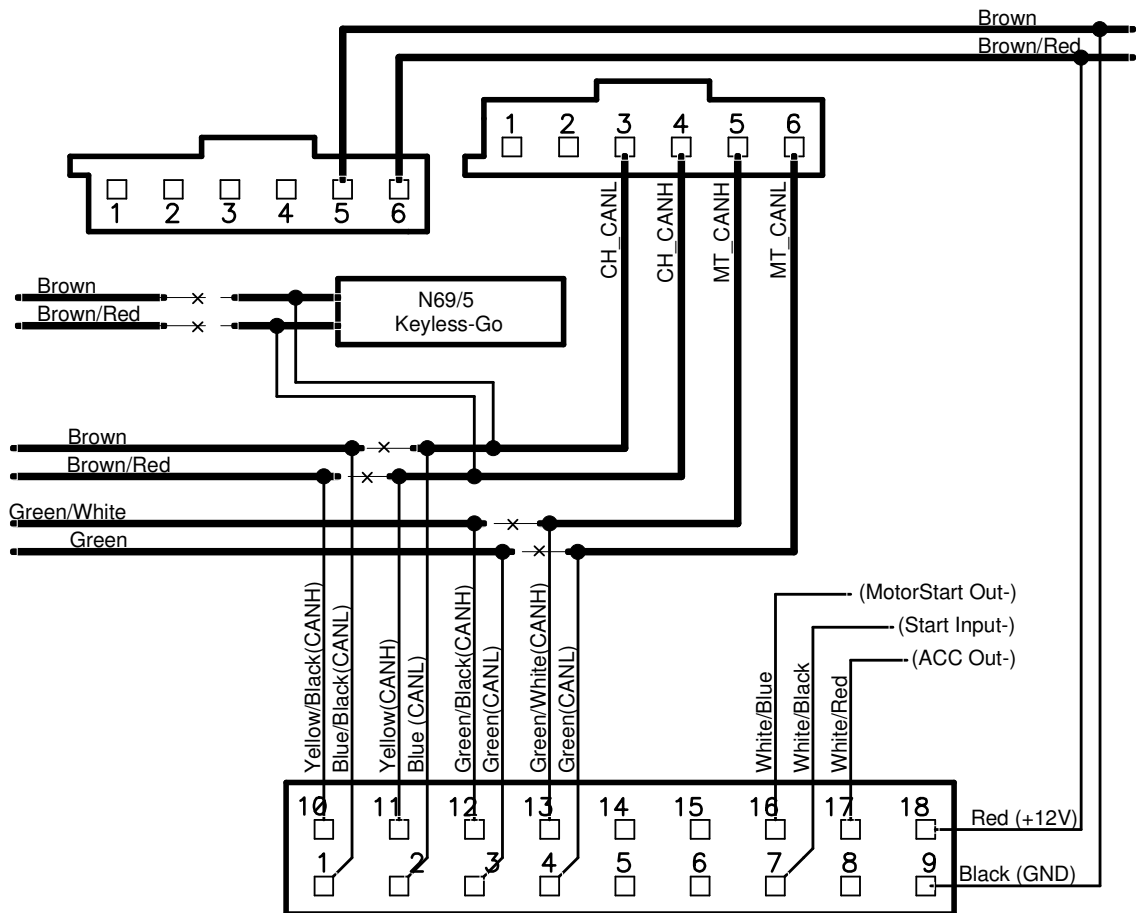 Brown
Brown/Red
1 2 3 4 5 6
1 2 3 4 5 6
CH_CANL
CH_CANH
MT_CANH
MT_CANL
Brown
Brown/Red
N69/5
Keyless-Go
Brown
Brown/Red
Green/White
Green
(MotorStart Out-)
(Start Input-)
(ACC Out-)
Yellow/Black(CANH)
Blue/Black(CANL)
Yellow(CANH)
Blue (CANL)
Green/Black(CANH)
Green(CANL)
Green/White(CANH)
Green(CANL)
White/Blue
White/Black
White/Red
10 11 12 13 14 15 16 17 18
Red (+12V)
1 2 3 4 5 6 7 8 9
Black (GND)